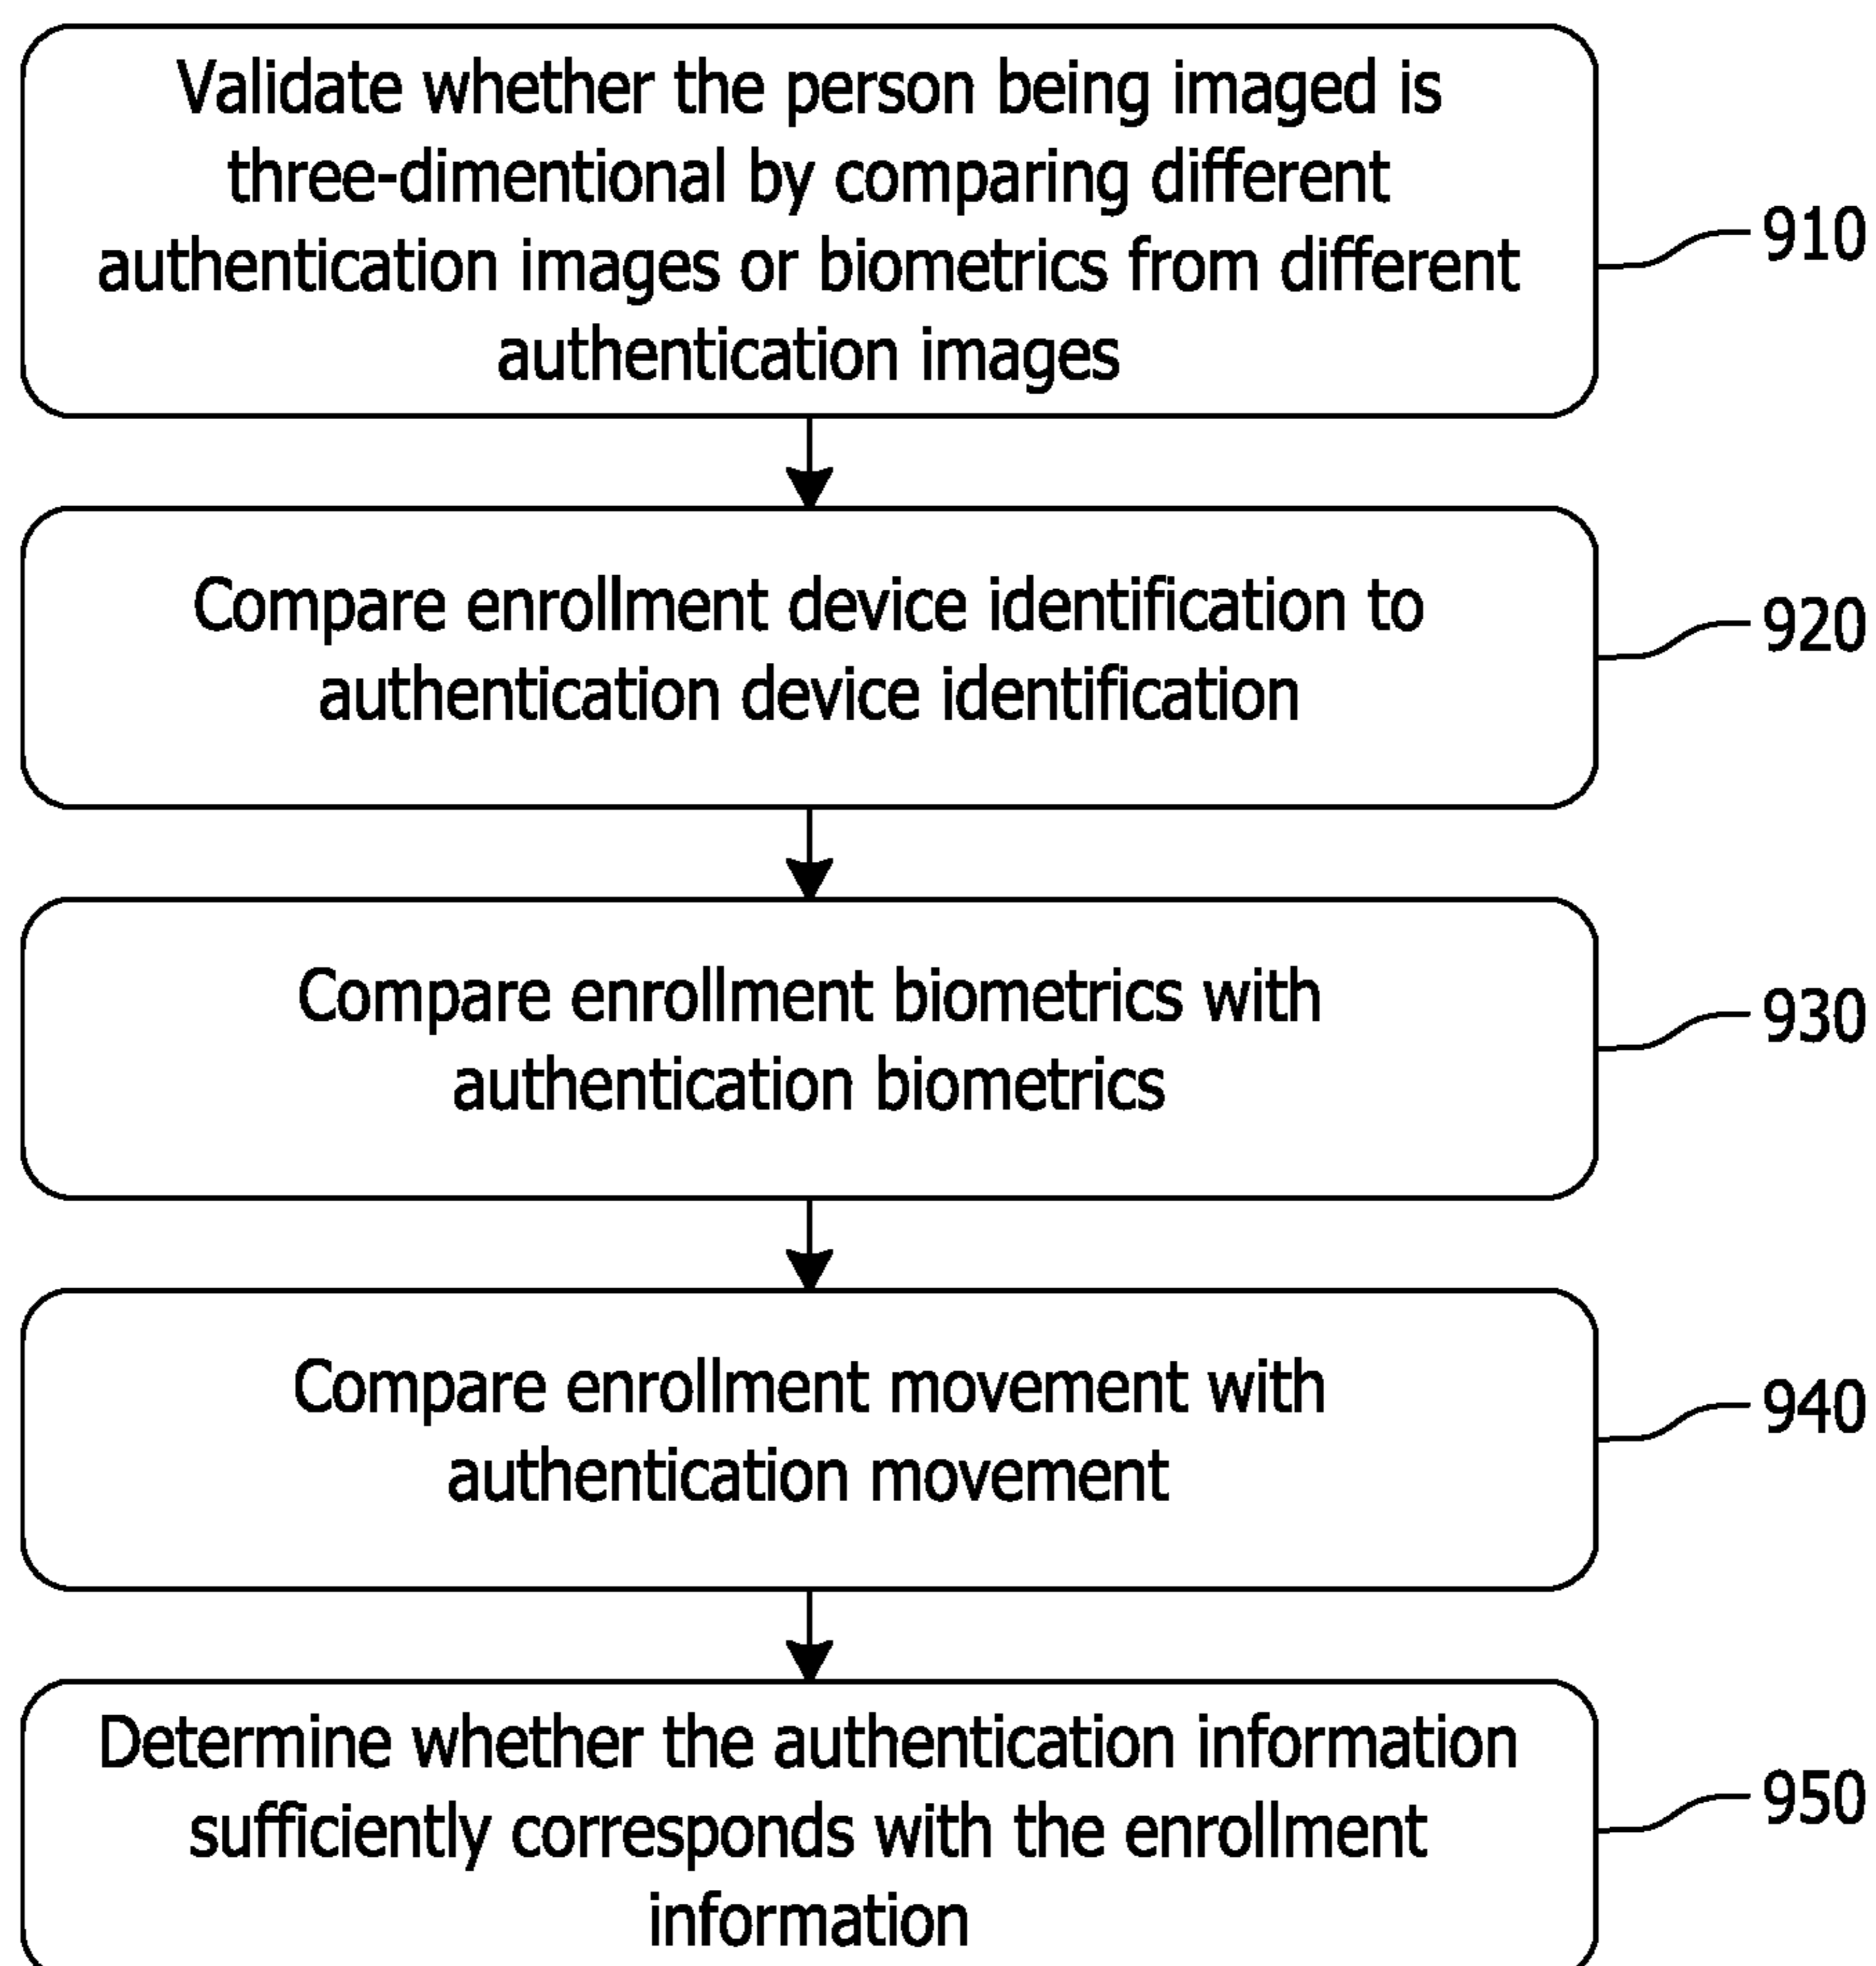 Validate whether the person being imaged is
three-dimentional by comparing different
authentication images or biometrics from different
authentication images
910
Compare enrollment device identification to
authentication device identification
920
Compare enrollment biometrics with
authentication biometrics
930
Compare enrollment movement with
authentication movement
940
Determine whether the authentication information
sufficiently corresponds with the enrollment
information
950